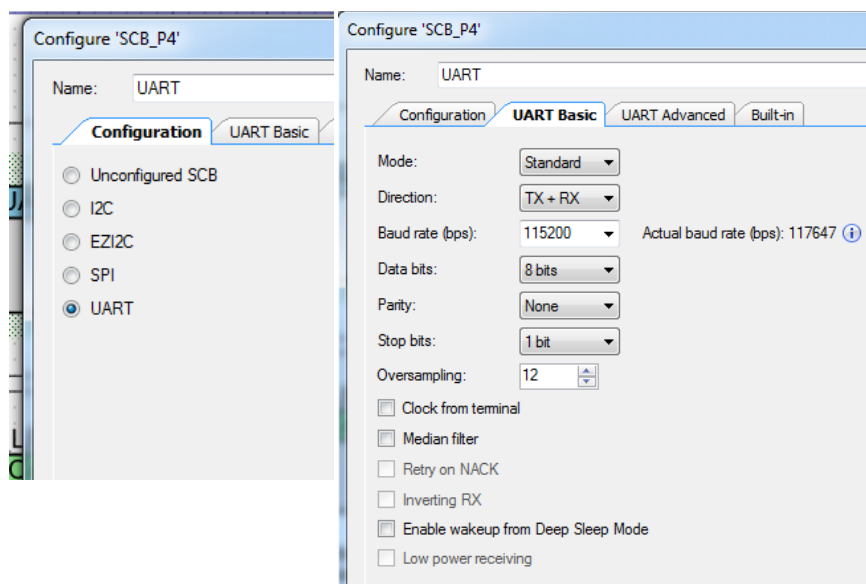 Configure 'SCB_P4'
Name: UART
Configuration UART Basic
Unconfigured SCB
I2C
EZI2C
SPI
UART
Configure 'SCB_P4'
Name: UART
Configuration UART Basic UART Advanced Built-in
Mode: Standard
Direction: TX + RX
Baud rate (bps): 115200 Actual baud rate (bps): 117647
Data bits: 8 bits
Parity: None
Stop bits: 1 bit
Oversampling: 12
Clock from terminal
Median filter
Retry on NACK
Inverting RX
Enable wakeup from Deep Sleep Mode
Low power receiving